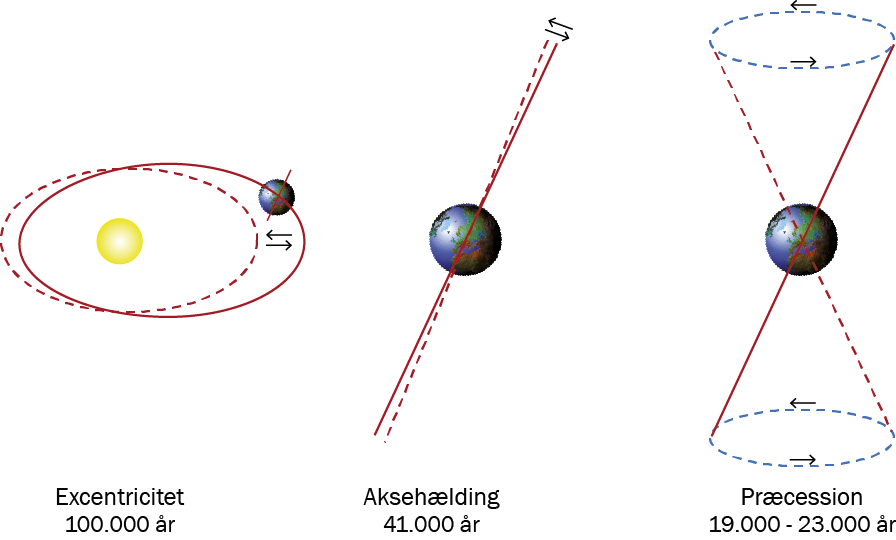 Excentricitet
100.000 år
Aksehælding
41.000 år
Præcession
19.000 - 23.000 år